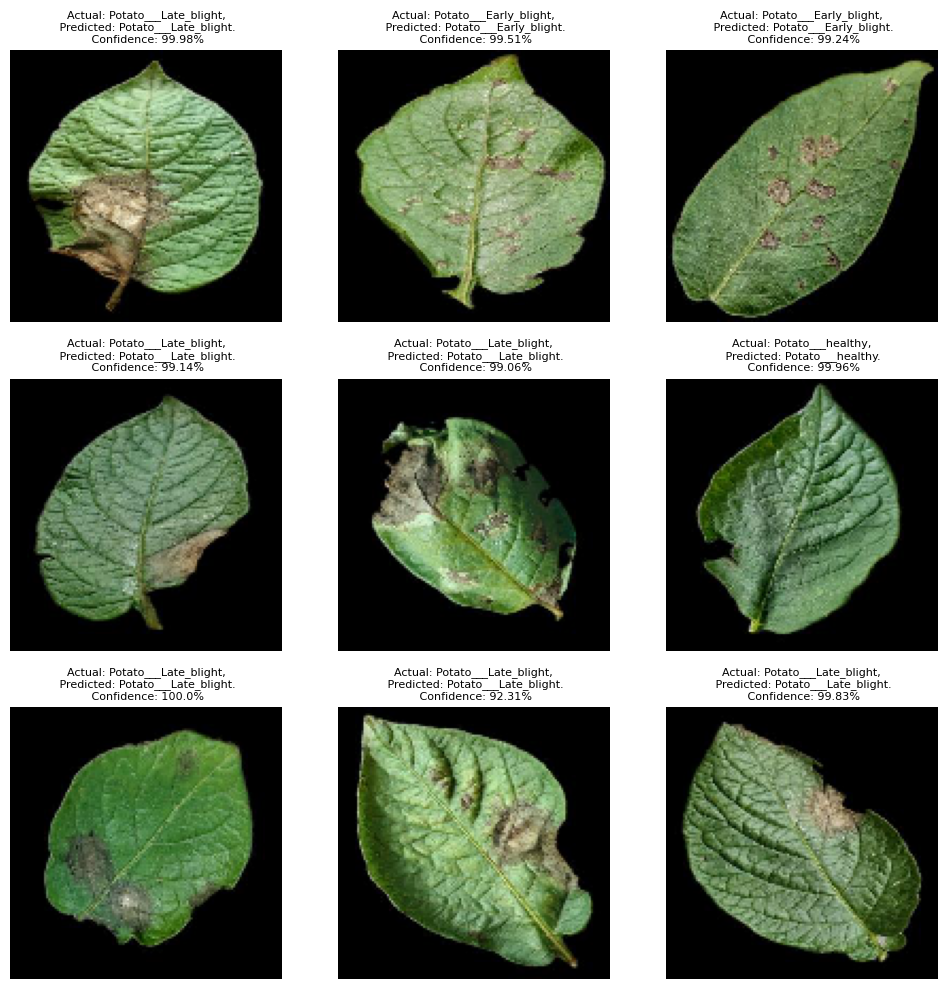 Actual: Potato___Late_blight,
Predicted: Potato___Late_blight.
Confidence: 99.98%
Actual: Potato___Early_blight,
Predicted: Potato___Early_blight.
Confidence: 99.51%
Actual: Potato___Early_blight,
Predicted: Potato___Early_blight.
Confidence: 99.24%
Actual: Potato___Late_blight,
Predicted: Potato___Late_blight.
Confidence: 99.14%
Actual: Potato___Late_blight,
Predicted: Potato___Late_blight.
Confidence: 99.06%
Actual: Potato___healthy,
Predicted: Potato___healthy.
Confidence: 99.96%
Actual: Potato___Late_blight,
Predicted: Potato___Late_blight.
Confidence: 100.0%
Actual: Potato___Late_blight,
Predicted: Potato___Late_blight.
Confidence: 92.31%
Actual: Potato___Late_blight,
Predicted: Potato___Late_blight.
Confidence: 99.83%